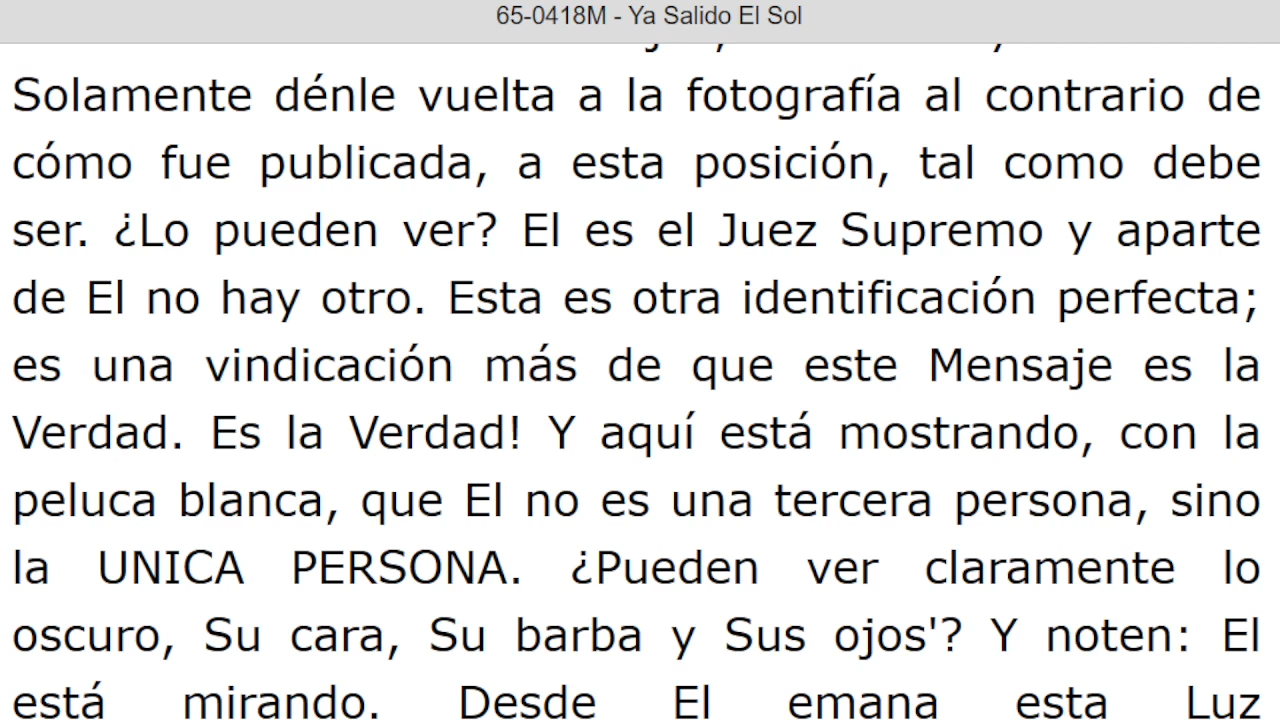 65-0418M - Ya Salido El Sol
Solamente dénle vuelta a la fotografía al contrario de
cómo fue publicada, a esta posición, tal como debe
ser. ¿Lo pueden ver? El es el Juez Supremo y aparte
de El no hay otro. Esta es otra identificación perfecta;
es una vindicación más de que este Mensaje es la
Verdad. Es la Verdad! Y aquí está mostrando, con la
peluca blanca, que El no es una tercera persona, sino
la UNICA PERSONA. ¿Pueden ver claramente lo
oscuro, Su cara, Su barba y Sus ojos'? Y noten: El
está mirando. Desde El emana esta Luz